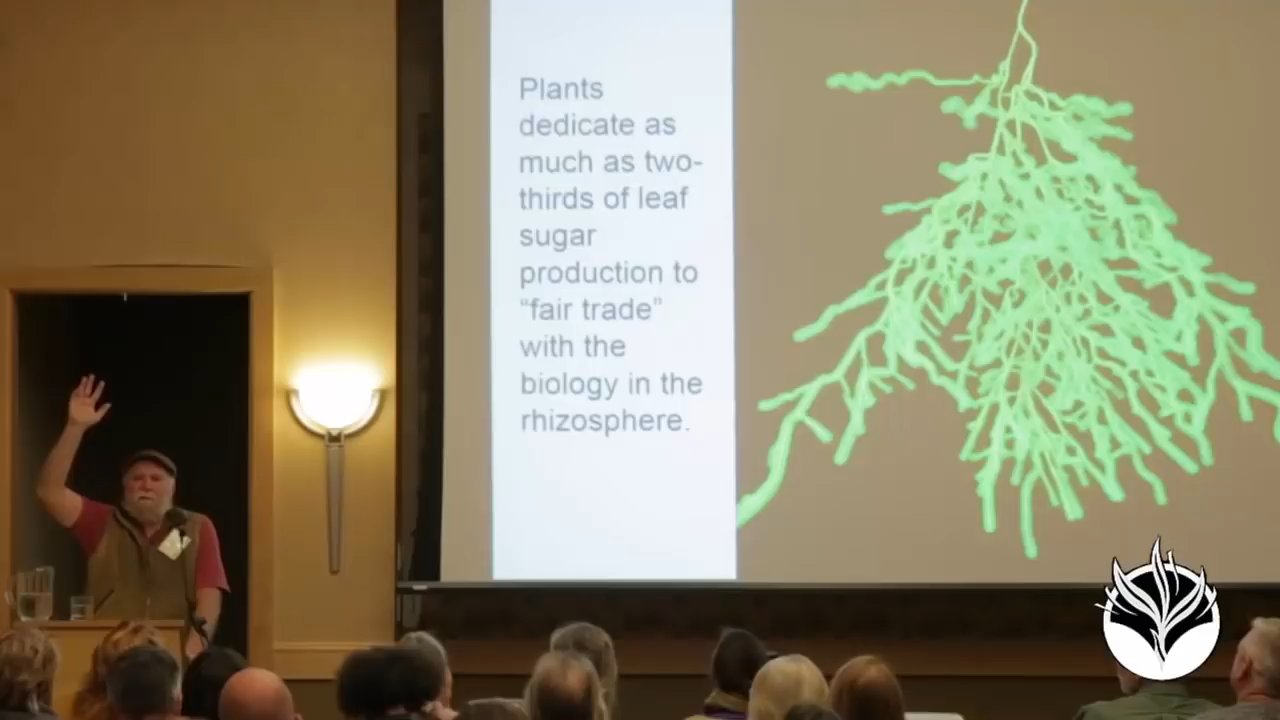 Plants
dedicate as
much as two-
thirds of leaf
sugar
production to
“fair trade”
with the
biology in the
rhizosphere.